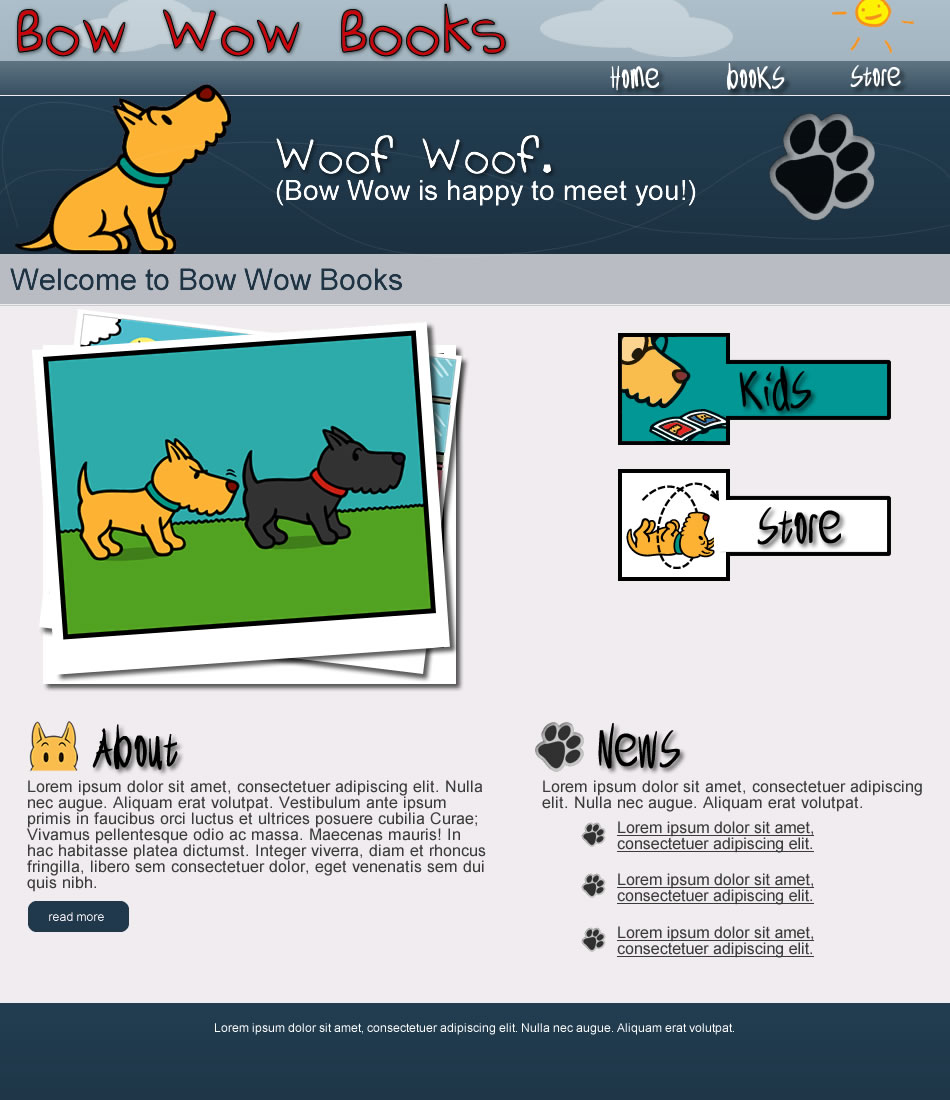 Bow Wow Books
Home
books
Store
Woof Woof.
(Bow Wow is happy to meet you!)
Welcome to Bow Wow Books
Kids
Store
About
Lorem ipsum dolor sit amet, consectetuer adipiscing elit. Nulla
nec augue. Aliquam erat volutpat. Vestibulum ante ipsum
primis in faucibus orci luctus et ultrices posuere cubilia Curae;
Vivamus pellentesque odio ac massa. Maecenas mauris! In
hac habitasse platea dictumst. Integer viverra, diam et rhoncus
fringilla, libero sem consectetuer dolor, eget venenatis sem dui
quis nibh.
read more
News
Lorem ipsum dolor sit amet, consectetuer adipiscing
elit. Nulla nec augue. Aliquam erat volutpat.
Lorem ipsum dolor sit amet,
consectetuer adipiscing elit.
Lorem ipsum dolor sit amet,
consectetuer adipiscing elit.
Lorem ipsum dolor sit amet,
consectetuer adipiscing elit.
Lorem ipsum dolor sit amet, consectetuer adipiscing elit. Nulla nec augue. Aliquam erat volutpat.